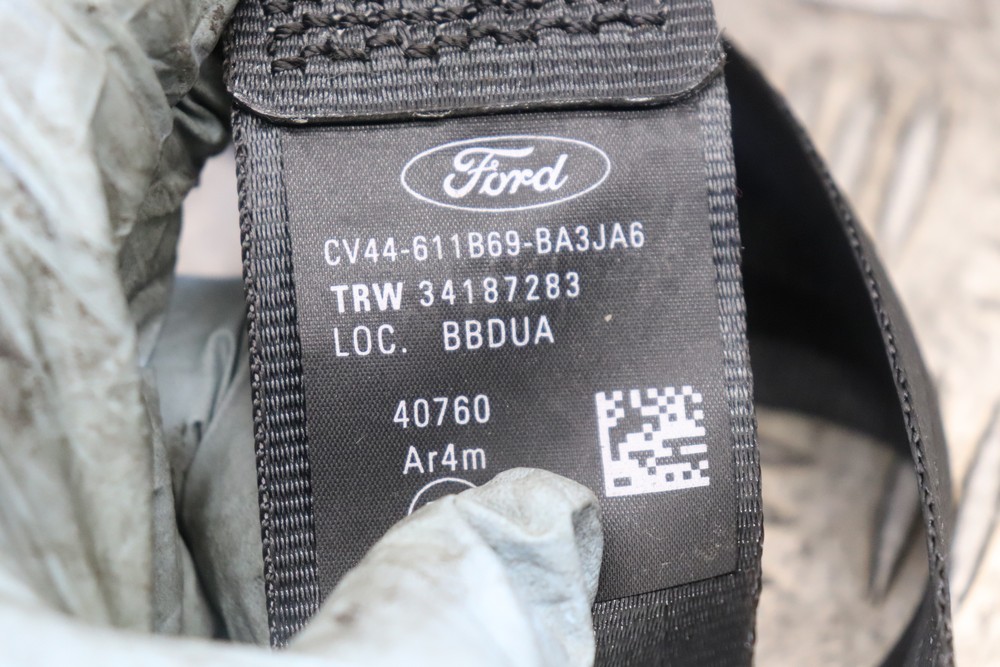 Ford
CV44-611B69-BA3JA6
TRW 34187283
LOC. BBDUA
40760
Ar4m